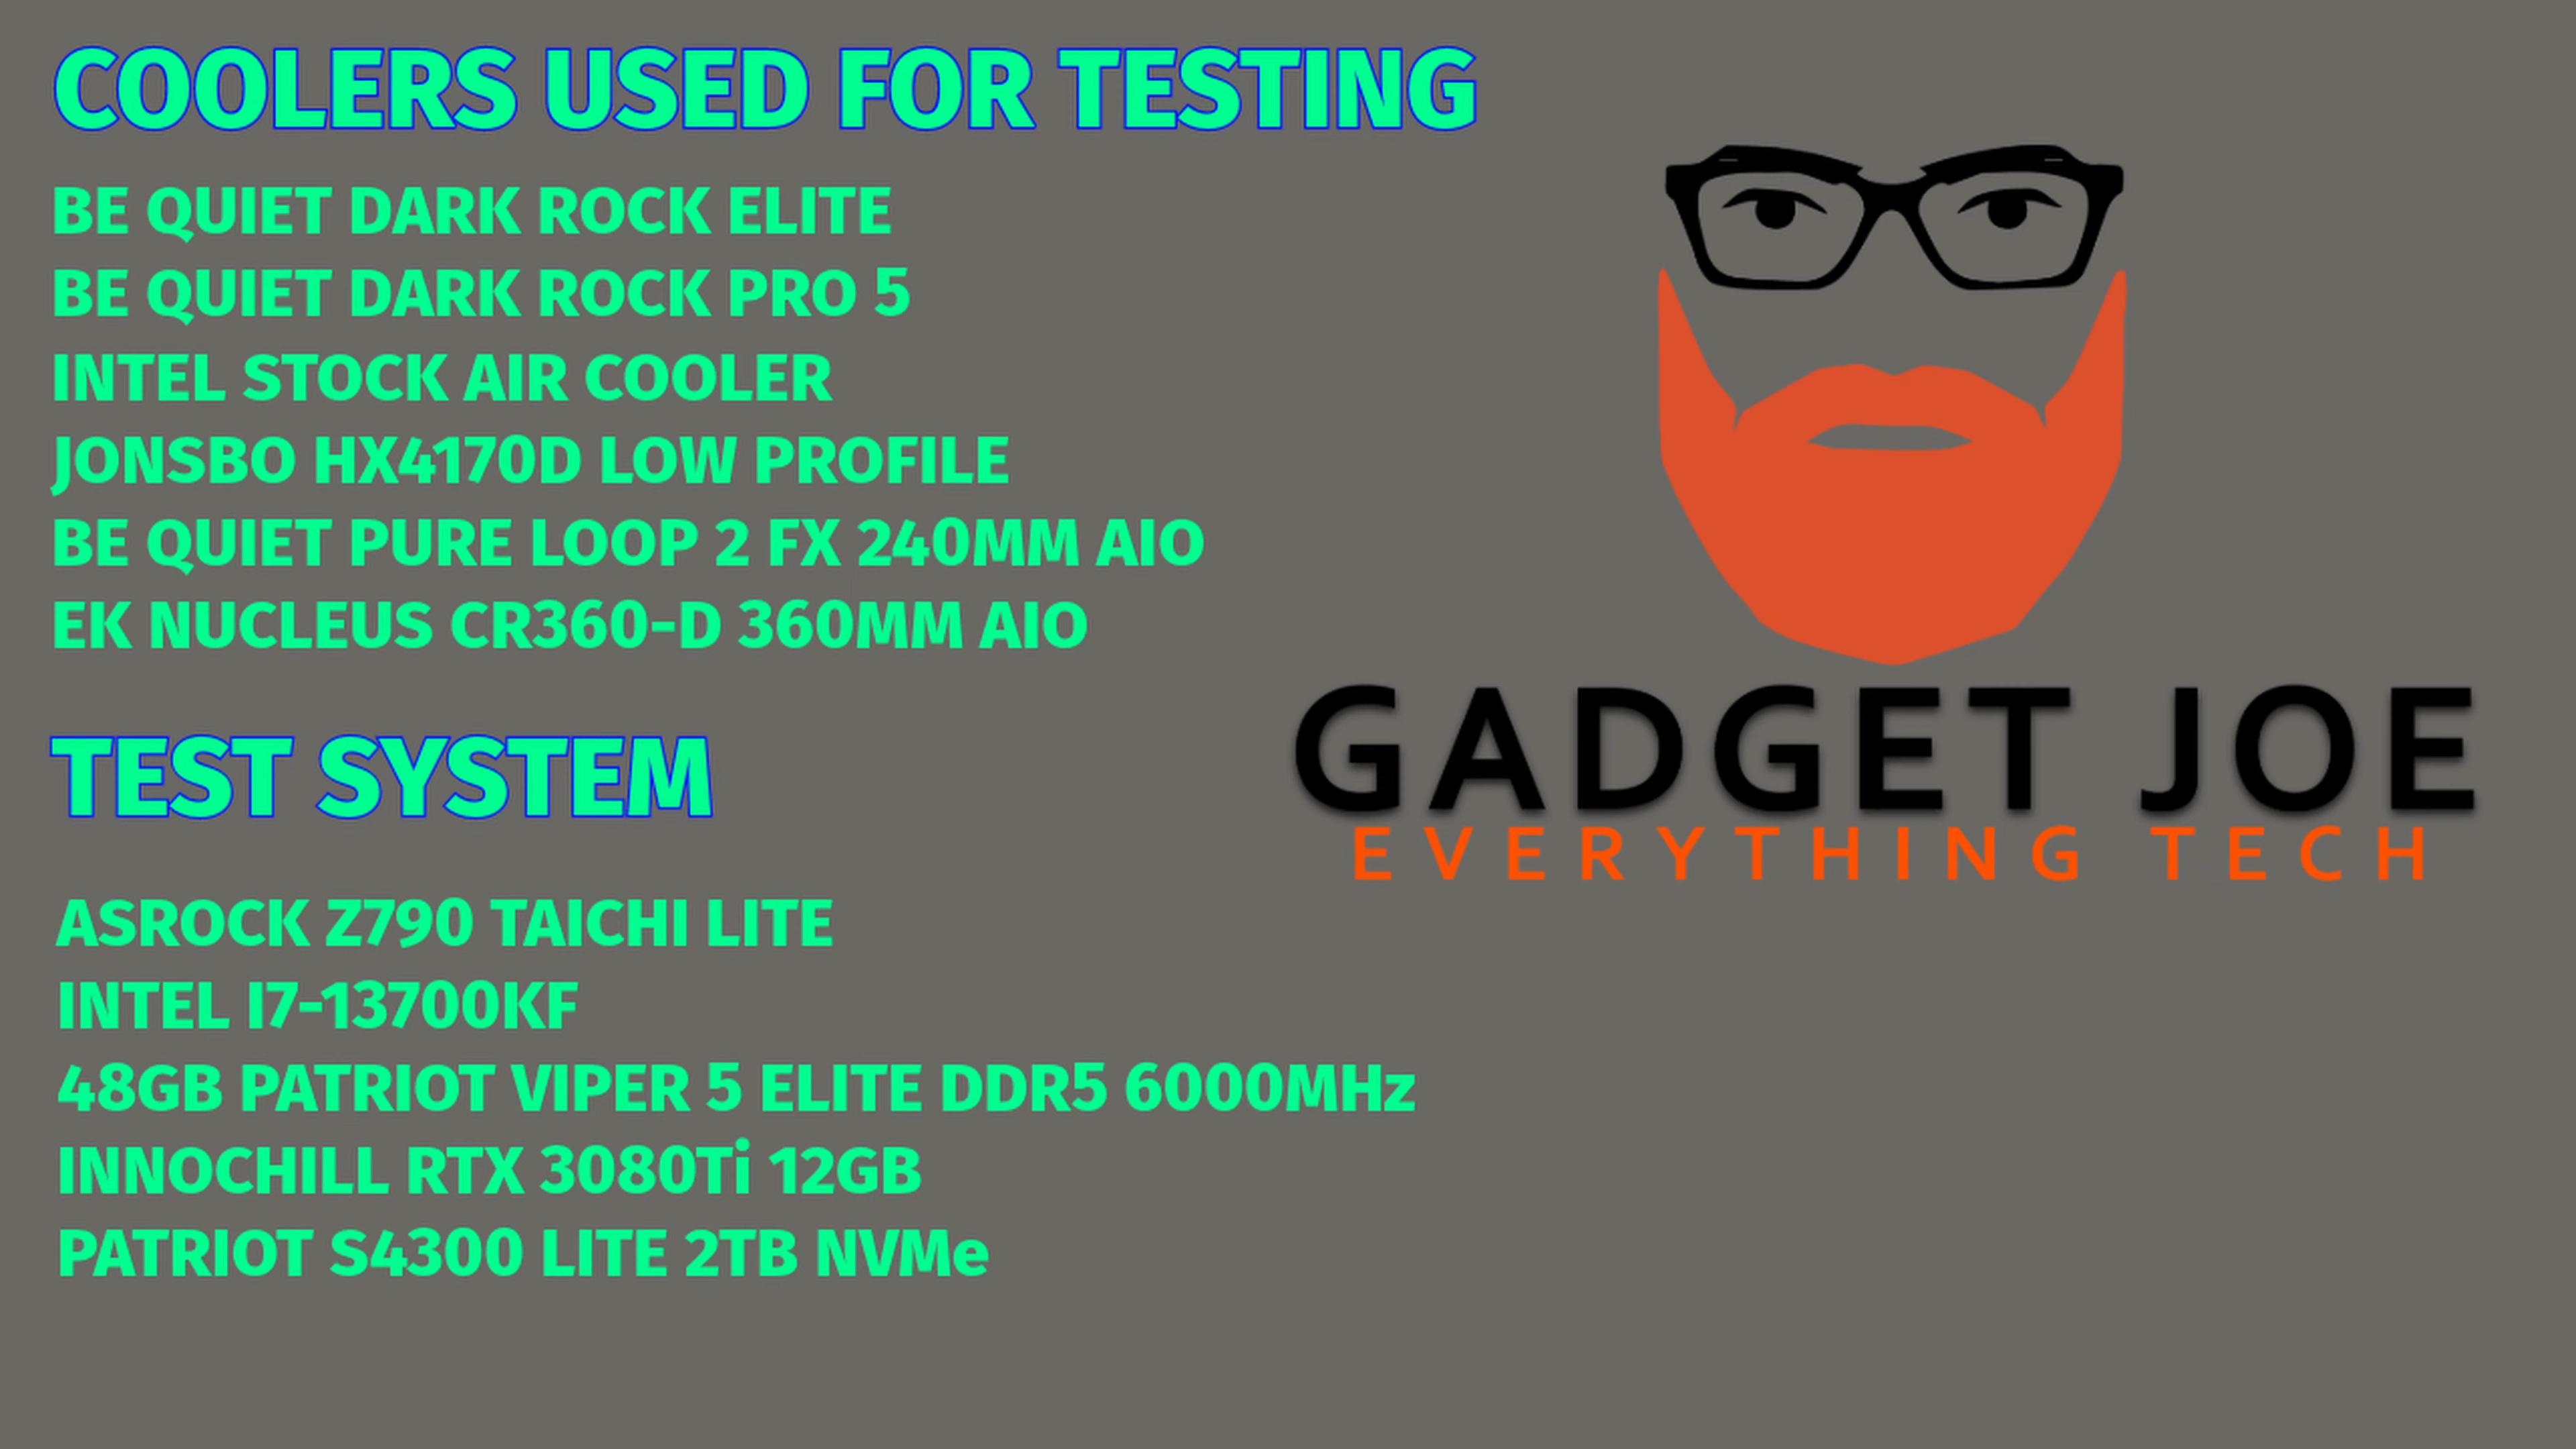 COOLERS USED FOR TESTING
BE QUIET DARK ROCK ELITE
BE QUIET DARK ROCK PRO 5
INTEL STOCK AIR COOLER
JONSBO HX4170D LOW PROFILE
BE QUIET PURE LOOP 2 FX 240MM AIO
EK NUCLEUS CR360-D 360MM AIO
TEST SYSTEM
ASROCK Z790 TAICHI LITE
INTEL I7-13700KF
48GB PATRIOT VIPER 5 ELITE DDR5 6000MHz
INNOCHILL RTX 3080Ti 12GB
PATRIOT S4300 LITE 2TB NVMe
GADGET JOE
EVERYTHING TECH